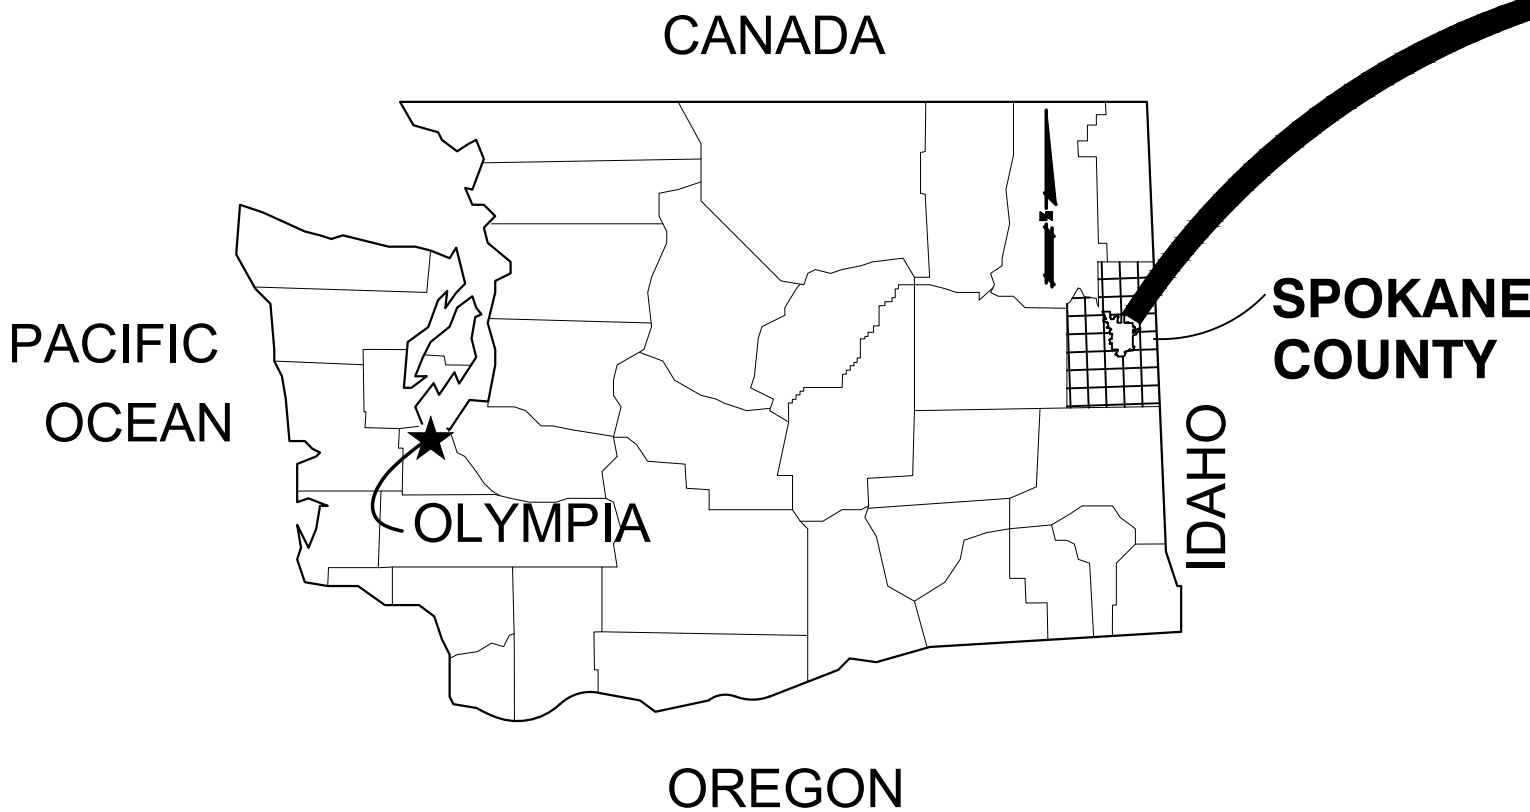 CANADA
SPOKANE
COUNTY
PACIFIC
OCEAN
IDAHO
OLYMPIA
OREGON